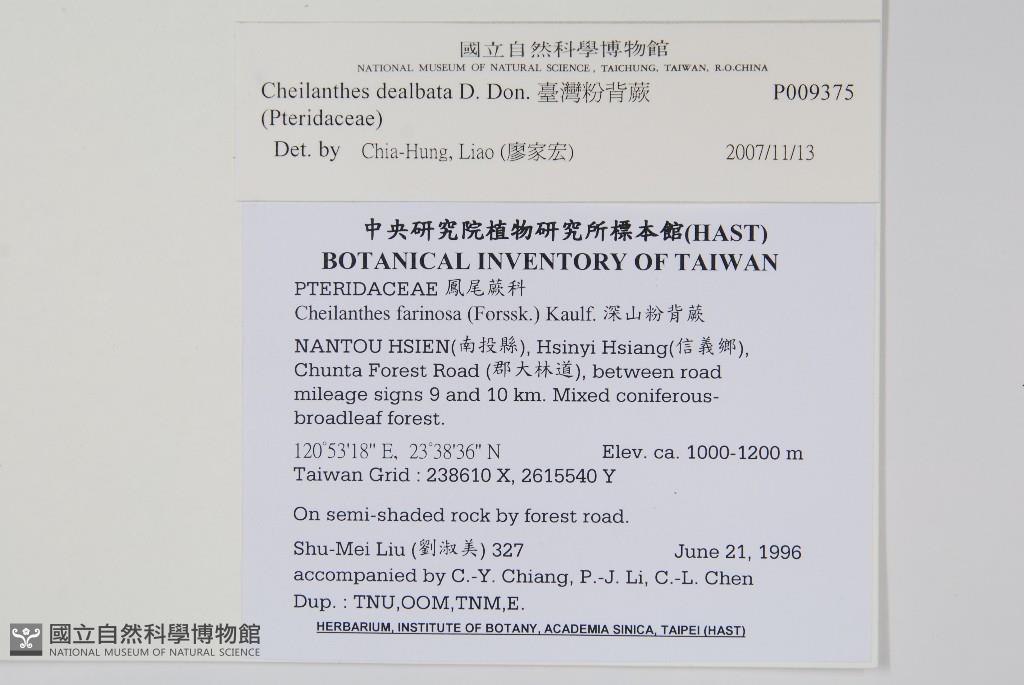 國立自然科學博物館
NATIONAL MUSEUM OF NATURAL SCIENCE, TAICHUNG, TAIWAN, R.O.CHINA
Cheilanthes dealbata D. Don. 臺灣粉背蕨 P009375
(Pteridaceae)
Det. by Chia-Hung, Liao (廖家宏) 2007/11/13
中央研究院植物研究所標本館(HAST)
BOTANICAL INVENTORY OF TAIWAN
PTERIDACEAE 鳳尾蕨科
Cheilanthes farinosa (Forssk.) Kaulf. 深山粉背蕨
NANTOU HSIEN(南投縣), Hsinyi Hsiang(信義鄉),
Chunta Forest Road (郡大林道), between road
mileage signs 9 and 10 km. Mixed coniferous-
broadleaf forest.
120°53'18" E, 23°38'36" N Elev. ca. 1000-1200 m
Taiwan Grid : 238610 X, 2615540 Y
On semi-shaded rock by forest road.
Shu-Mei Liu (劉淑美) 327 June 21, 1996
accompanied by C.-Y. Chiang, P.-J. Li, C.-L. Chen
Dup. : TNU,OOM,TNM,E.
HERBARIUM, INSTITUTE OF BOTANY, ACADEMIA SINICA, TAIPEI (HAST)
國立自然科學博物館
NATIONAL MUSEUM OF NATURAL SCIENCE